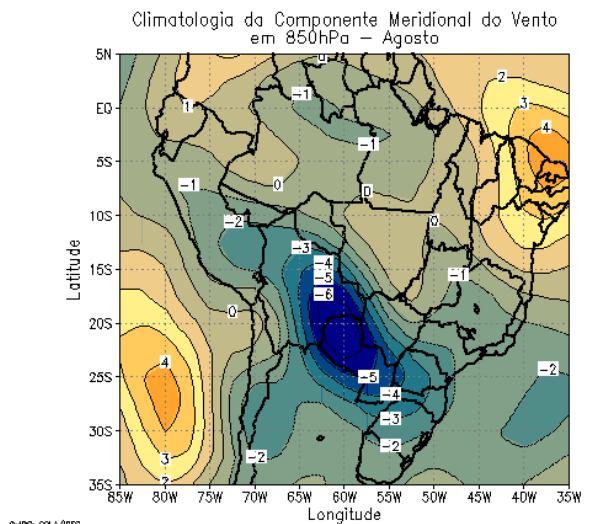 Climatologia da Componente Meridional do Vento
em 850hPa – Agosto
5N
EQ
5S
10S
15S
20S
25S
30S
35S
Latitude
0
2
3
4
-1
1
-1
-1
0
0
-2
0
-3
-4
-5
-6
-1
0
4
-5
-2
-4
-3
-2
-2
3
2
85W 80W 75W 70W 65W 60W 55W 50W 45W 40W 35W
Longitude